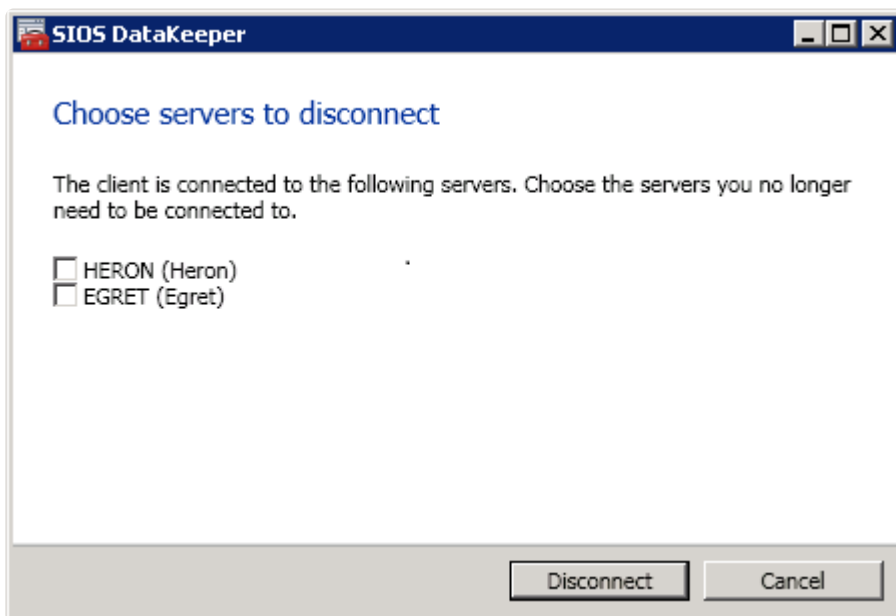 SIOS DataKeeper
Choose servers to disconnect
The client is connected to the following servers. Choose the servers you no longer
need to be connected to.
HERON (Heron)
EGRET (Egret)
Disconnect
Cancel